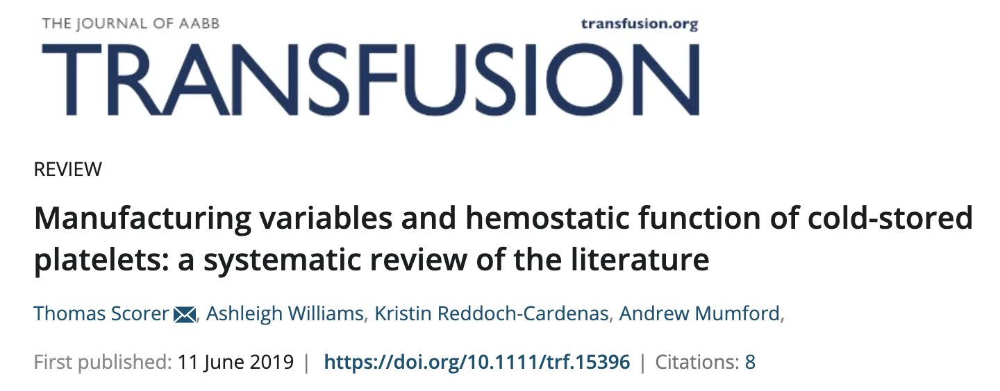 THE JOURNAL OF AABB
transfusion.org
TRANSFUSION
REVIEW
Manufacturing variables and hemostatic function of cold-stored
platelets: a systematic review of the literature
Thomas Scorer, Ashleigh Williams, Kristin Reddoch-Cardenas, Andrew Mumford,
First published: 11 June 2019 | https://doi.org/10.1111/trf.15396 | Citations: 8